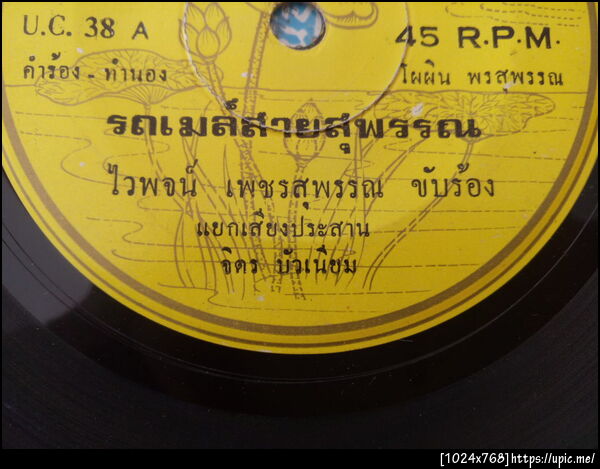 U.C. 38 A 45 R.P.M.
คำร้อง - ทำนอง โผผิน พรสุพรรณ
รถเมล์สายสุพรรณ
ไวพจน์ เพชรสุพรรณ ขับร้อง
แยกเสียงประสาน
จิตร บัวเนียม
[1024x768]https://upic.me/